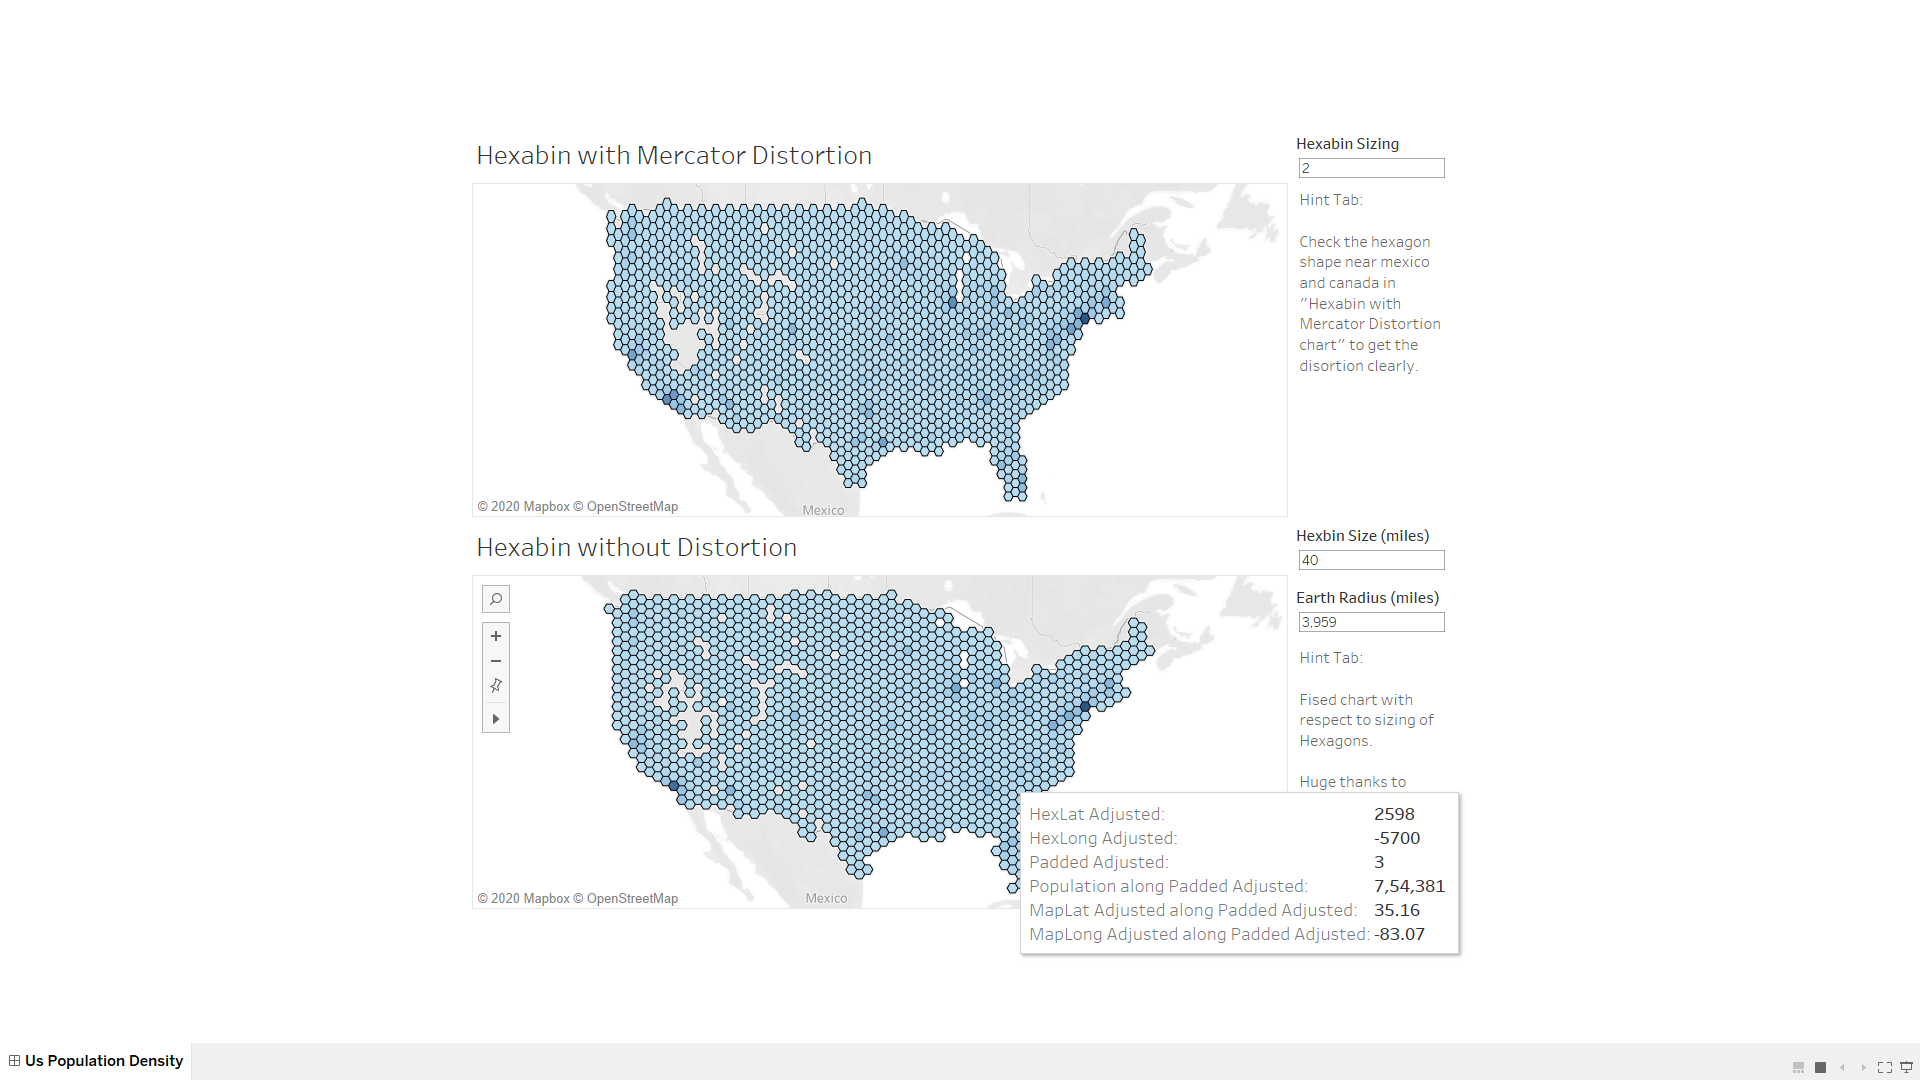 Hexabin with Mercator Distortion
© 2020 Mapbox © OpenStreetMap
Mexico
Hexabin Sizing
2
Hint Tab:
Check the hexagon
shape near mexico
and canada in
"Hexabin with
Mercator Distortion
chart" to get the
disortion clearly.
Hexabin without Distortion
© 2020 Mapbox © OpenStreetMap
Mexico
Hexbin Size (miles)
40
Earth Radius (miles)
3,959
Hint Tab:
Fised chart with
respect to sizing of
Hexagons.
Huge thanks to
HexLat Adjusted: 2598
HexLong Adjusted: -5700
Padded Adjusted: 3
Population along Padded Adjusted: 7,54,381
MapLat Adjusted along Padded Adjusted: 35.16
MapLong Adjusted along Padded Adjusted: -83.07
Us Population Density